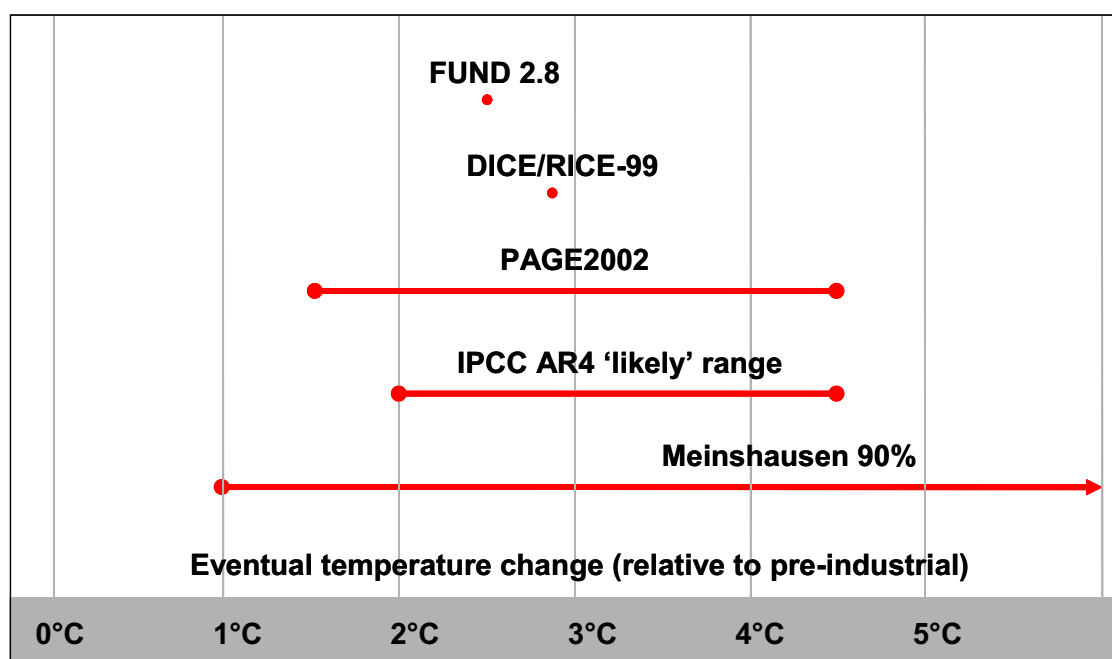 FUND 2.8
DICE/RICE-99
PAGE2002
IPCC AR4 ‘likely’ range
Meinshausen 90%
Eventual temperature change (relative to pre-industrial)
0°C 1°C 2°C 3°C 4°C 5°C